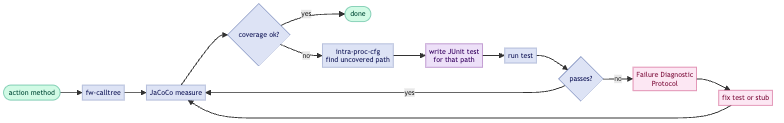 action method
fw-calltree
JaCoCo measure
coverage ok?
yes
done
no
intra-proc-cfg
find uncovered path
write JUnit test
for that path
run test
passes?
yes
no
Failure Diagnostic
Protocol
fix test or stub